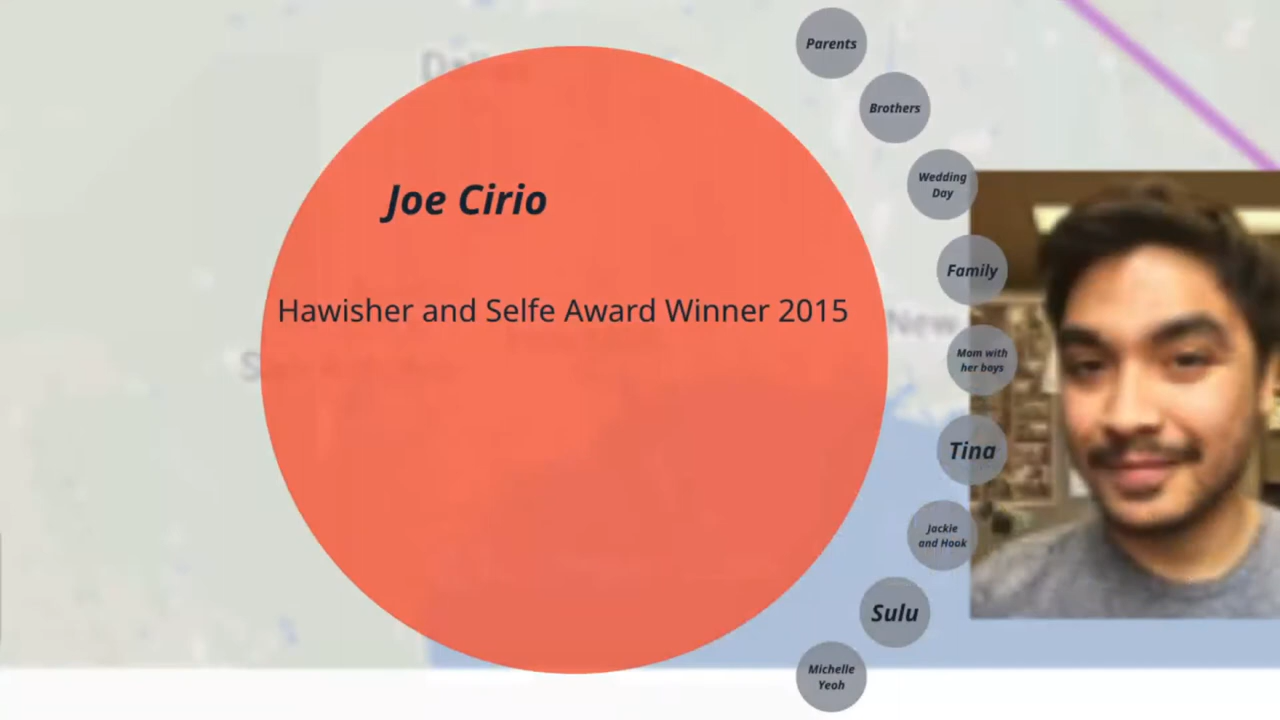 Joe Cirio
Hawisher and Selfe Award Winner 2015
Parents
Brothers
Wedding
Day
Family
Mom with
her boys
Tina
Jackie
and Hook
Sulu
Michelle
Yeoh
New